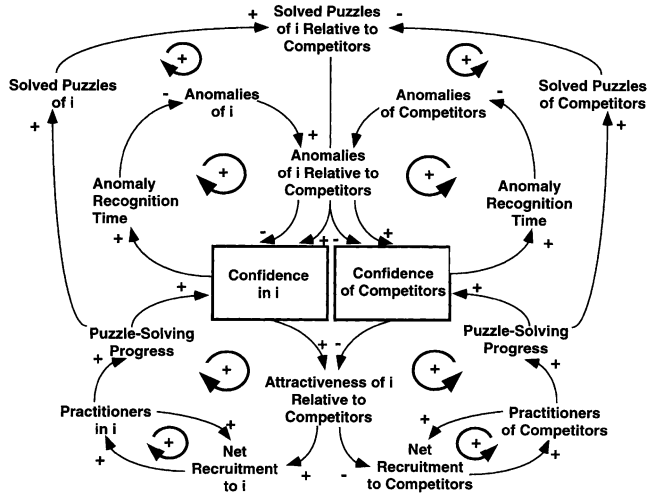 + Solved Puzzles -
of i Relative to
Competitors
+
+
Solved Puzzles
of i
Solved Puzzles
of Competitors
- Anomalies
of i
Anomalies -
of Competitors
+
+
+
Anomalies
of i Relative to
Competitors
+
+
Anomaly
Recognition
Time
Anomaly
Recognition
Time
+
- + - +
+
Confidence
in i
Confidence
of Competitors
+
+
Puzzle-Solving
Progress
Puzzle-Solving
Progress
+ -
+
+
+
+
Attractiveness of i
Relative to
Competitors
Practitioners
in i
Practitioners
of Competitors
+
+
+
+
Net
Recruitment
to i
Net
Recruitment
to Competitors
+
+
-
+